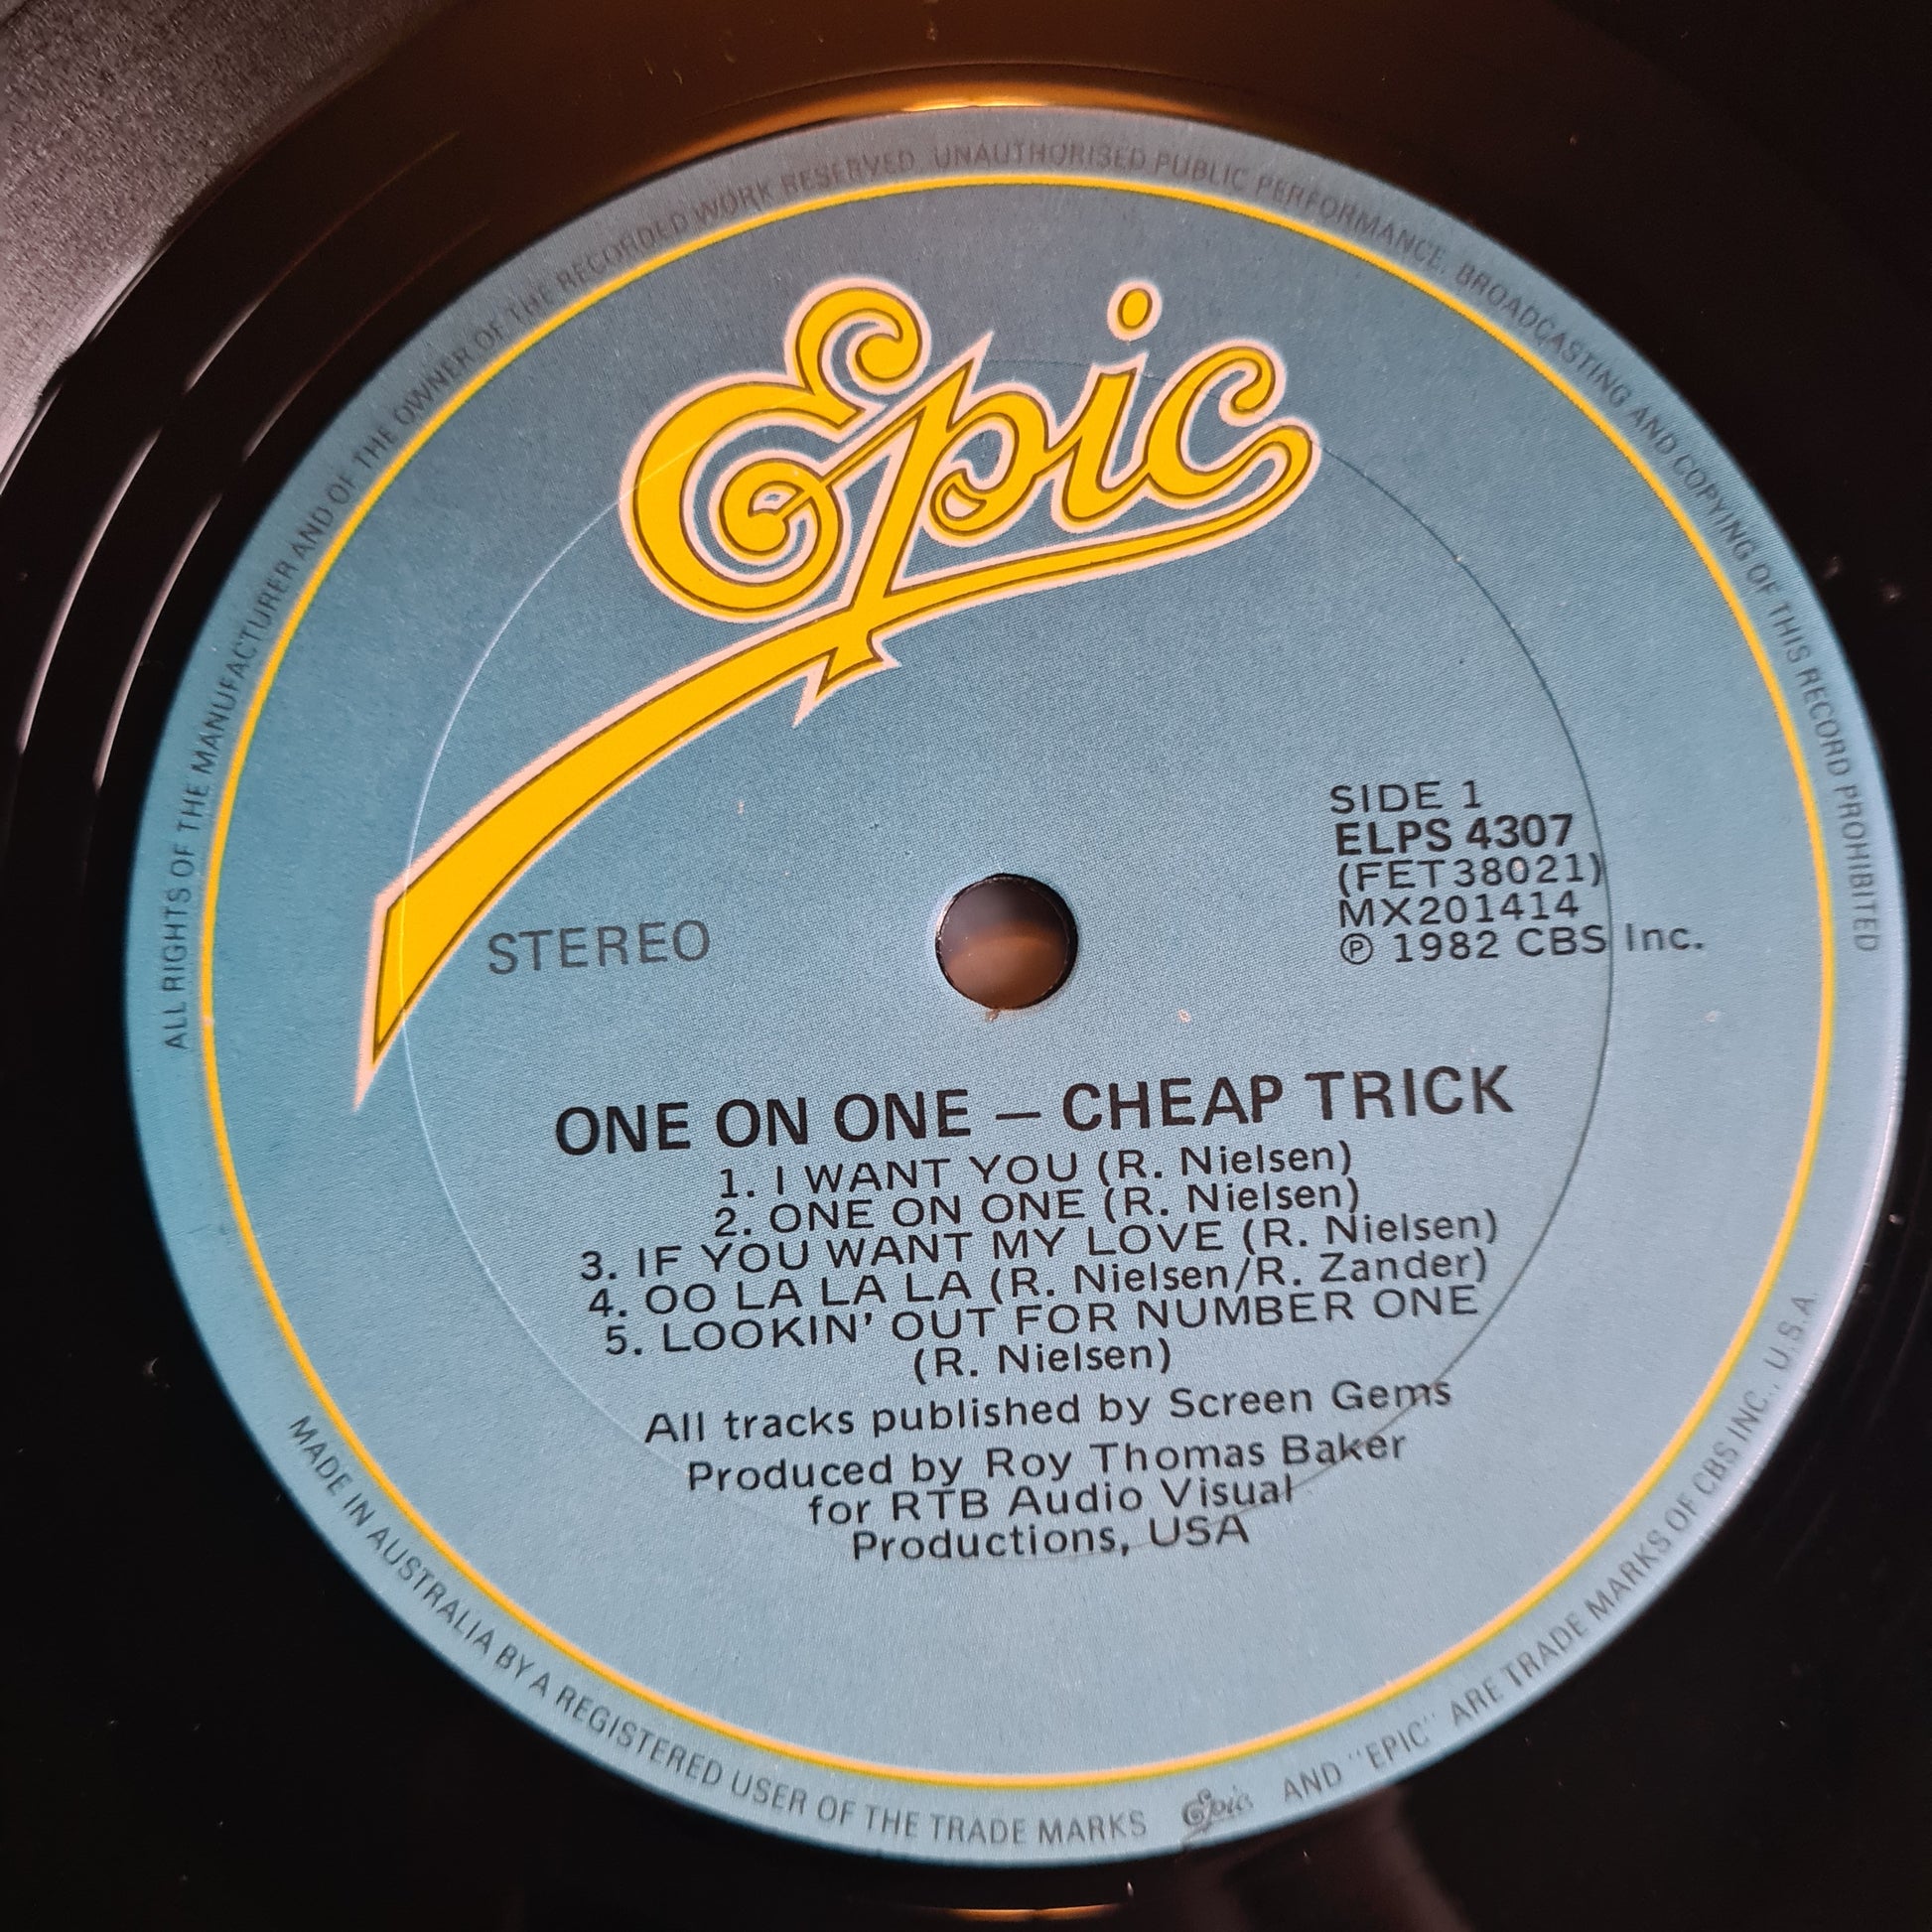 ALL RIGHTS OF THE MANUFACTURER AND OF THE OWNER OF THE RECORDED WORK RESERVED. UNAUTHORISED PUBLIC PERFORMANCE, BROADCASTING AND COPYING OF THIS RECORD PROHIBITED
Epic
STEREO
SIDE 1
ELPS 4307
(FET38021)
MX201414
℗ 1982 CBS Inc.
ONE ON ONE — CHEAP TRICK
1. I WANT YOU (R. Nielsen)
2. ONE ON ONE (R. Nielsen)
3. IF YOU WANT MY LOVE (R. Nielsen)
4. OO LA LA LA (R. Nielsen/R. Zander)
5. LOOKIN' OUT FOR NUMBER ONE
(R. Nielsen)
All tracks published by Screen Gems
Produced by Roy Thomas Baker
for RTB Audio Visual
Productions, USA
MADE IN AUSTRALIA BY A REGISTERED USER OF THE TRADE MARKS Epic AND "EPIC" ARE TRADE MARKS OF CBS INC., U.S.A.